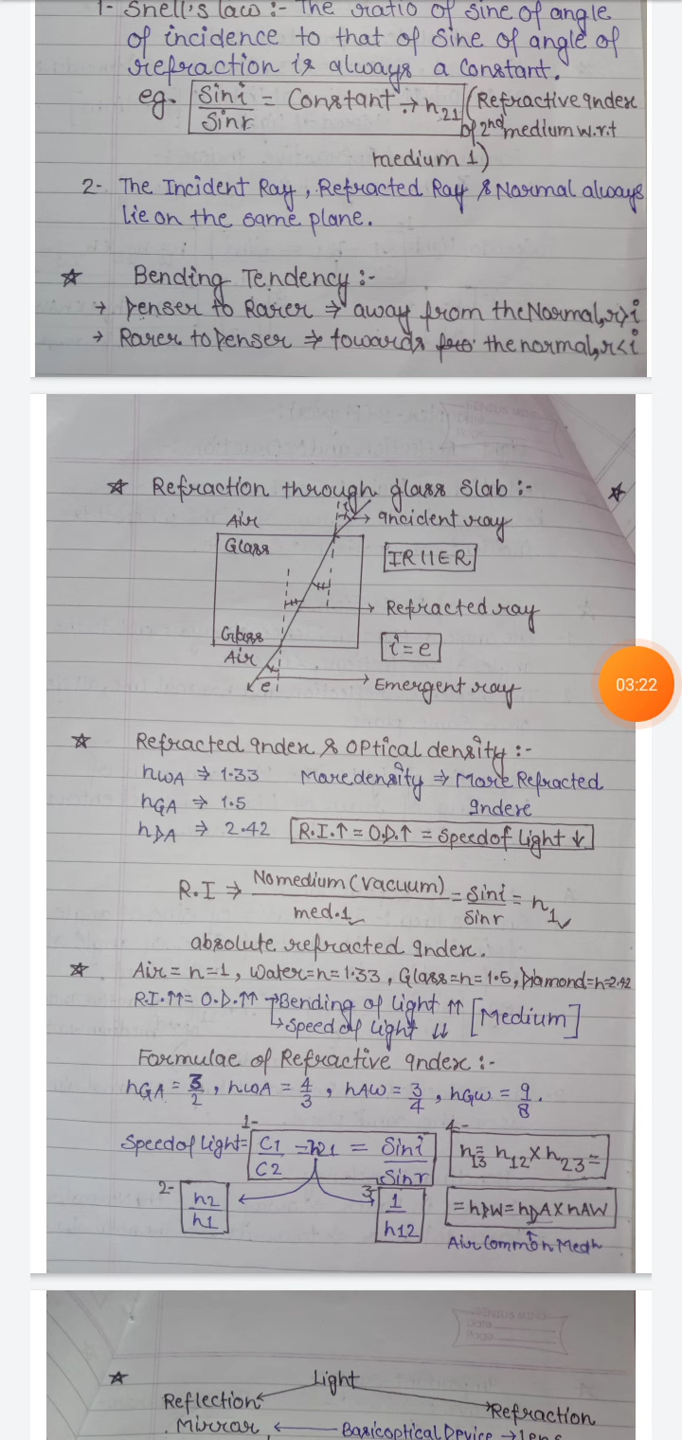 1- Snell's law :- The ratio of sine of angle
of incidence to that of sine of angle of
refraction is always a constant.
eg. Sin i / Sin r = Constant → n21 (Refractive Index
of 2nd medium w.r.t
medium 1)
2- The Incident Ray, Refracted Ray & Normal always
lie on the same plane.
☆ Bending Tendency :-
→ Denser to Rarer ⇒ away from the Normal, r>i
→ Rarer to Denser ⇒ towards the normal, r<i
☆ Refraction through glass Slab :- ☆
Air → Incident ray
Glass
IR || ER
→ Refracted ray
Glass
i = e
Air
e → Emergent ray
03:22
☆ Refracted Index & Optical density :-
nWA ⇒ 1.33 More density ⇒ More Refracted
nGA ⇒ 1.5 Index
nDA ⇒ 2.42 R.I.↑ = O.D.↑ = Speed of light ↓
R.I ⇒ No medium (vacuum) / med.1 = Sin i / Sin r = n1
absolute refracted Index.
☆ Air = n=1, Water=n=1.33, Glass=n=1.5, Diamond=n=2.42
R.I.↑↑= O.D.↑↑ → Bending of light ↑↑ [Medium]
↳ Speed of light ↓↓
Formulae of Refractive Index :-
nGA = 3/2, nWA = 4/3, nAW = 3/4, nGW = 9/8.
1- 4-
Speed of light = C1/C2 = n21 = Sin i / Sin r n13 = n12 × n23 =
2- n2/n1 3- 1/n12 = nDW = nDA × nAW
Air Common Meth
☆ Light
Reflection Refraction
Mirrar ← Basic optical Device → Lens